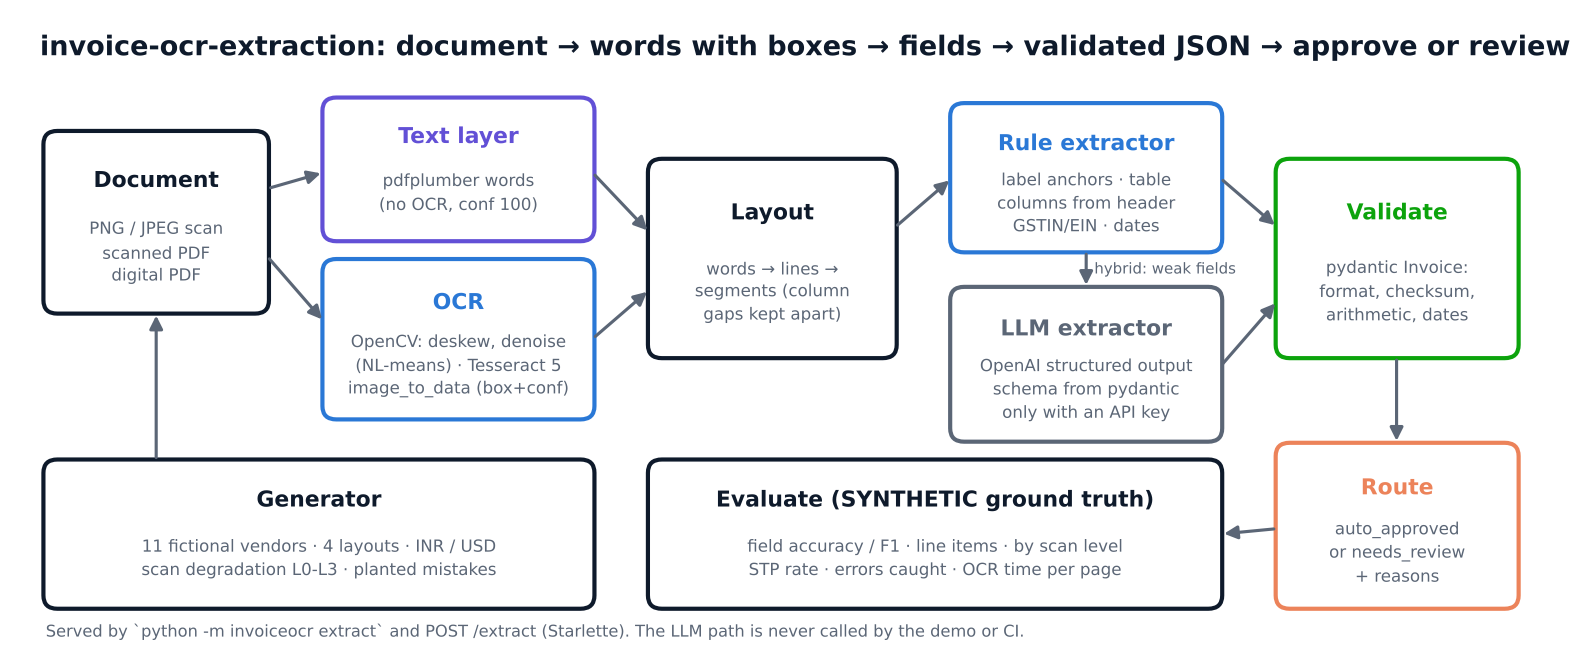 invoice-ocr-extraction: document → words with boxes → fields → validated JSON → approve or review
Document
PNG / JPEG scan
scanned PDF
digital PDF
Text layer
pdfplumber words
(no OCR, conf 100)
OCR
OpenCV: deskew, denoise
(NL-means) · Tesseract 5
image_to_data (box+conf)
Layout
words → lines →
segments (column
gaps kept apart)
Rule extractor
label anchors · table
columns from header
GSTIN/EIN · dates
hybrid: weak fields
LLM extractor
OpenAI structured output
schema from pydantic
only with an API key
Validate
pydantic Invoice:
format, checksum,
arithmetic, dates
Route
auto_approved
or needs_review
+ reasons
Generator
11 fictional vendors · 4 layouts · INR / USD
scan degradation L0-L3 · planted mistakes
Evaluate (SYNTHETIC ground truth)
field accuracy / F1 · line items · by scan level
STP rate · errors caught · OCR time per page
Served by `python -m invoiceocr extract` and POST /extract (Starlette). The LLM path is never called by the demo or CI.